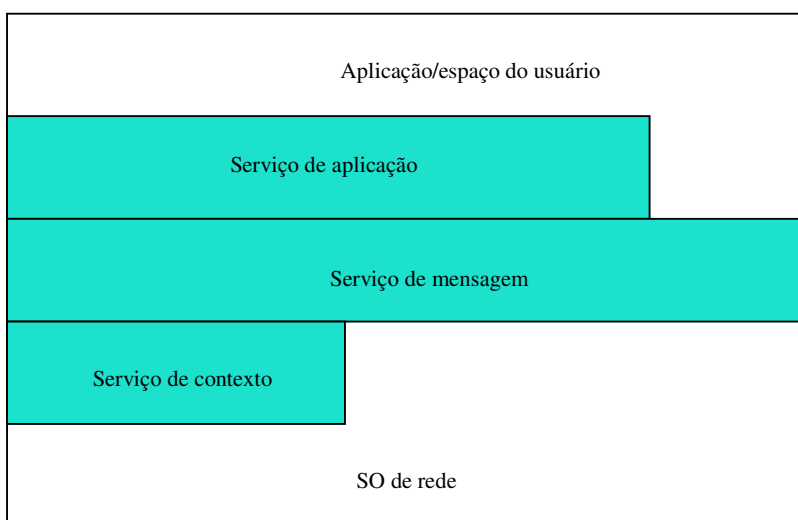 Aplicação/espaço do usuário
Serviço de aplicação
Serviço de mensagem
Serviço de contexto
SO de rede